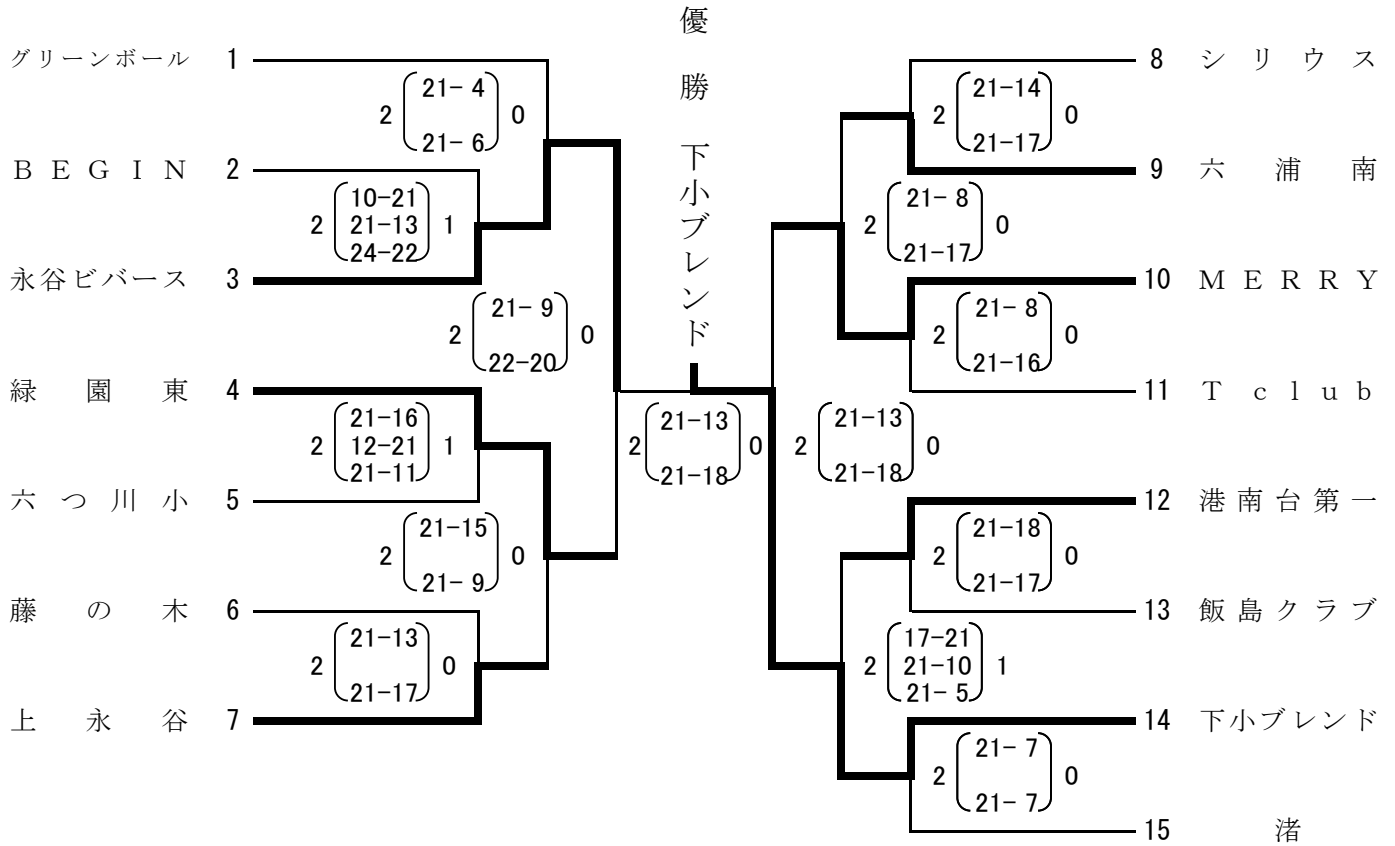 優勝 下小ブレンド
グリーンボール 1
2 21-4 0
21-6
BEGIN 2
2 10-21 1
21-13
24-22
永谷ビバース 3
2 21-9 0
22-20
緑園東 4
2 21-16 1
12-21
21-11
六つ川小 5
2 21-15 0
21-9
藤の木 6
2 21-13 0
21-17
上永谷 7
2 21-13 0
21-18
8 シリウス
2 21-14 0
21-17
9 六浦南
2 21-8 0
21-17
10 MERRY
2 21-8 0
21-16
11 T club
2 21-13 0
21-18
12 港南台第一
2 21-18 0
21-17
13 飯島クラブ
2 17-21 1
21-10
21-5
14 下小ブレンド
2 21-7 0
21-7
15 渚